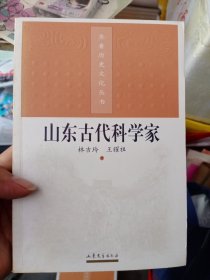 齐鲁历史文化丛书
山东古代科学家
林吉玲 王耀祖
山东文艺出版社